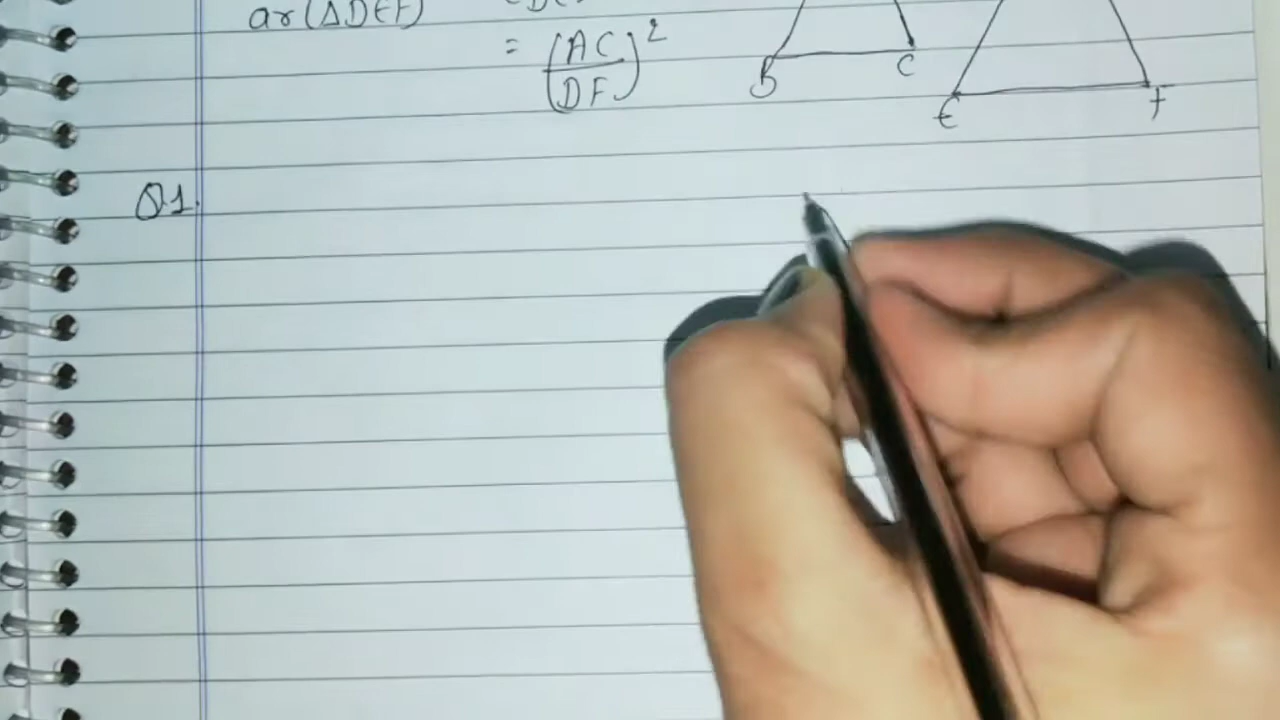 ar(ΔDEF)
= (AC/DF)²
B C
E F
Q1.